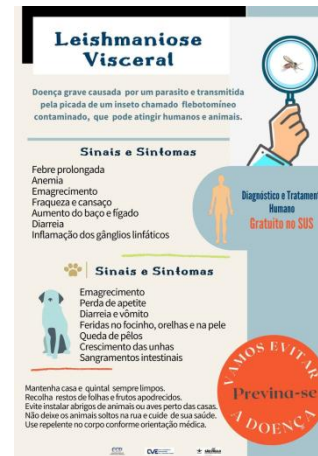 Leishmaniose
Visceral
Doença grave causada por um parasito e transmitida
pela picada de um inseto chamado flebotomíneo
contaminado, que pode atingir humanos e animais.
Sinais e Sintomas
Febre prolongada
Anemia
Emagrecimento
Fraqueza e cansaço
Aumento do baço e fígado
Diarreia
Inflamação dos gânglios linfáticos
Diagnóstico e Tratamen
Humano
Gratuito no SUS
Sinais e Sintomas
Emagrecimento
Perda de apetite
Diarreia e vômito
Feridas no focinho, orelhas e na pele
Queda de pêlos
Crescimento das unhas
Sangramentos intestinais
VAMOS EVITAR
Previna-se
A DOENÇA
Mantenha casa e quintal sempre limpos.
Recolha restos de folhas e frutos apodrecidos.
Evite instalar abrigos de animais ou aves perto das casas.
Não deixe os animais soltos na rua e cuide de sua saúde.
Use repelente no corpo conforme orientação médica.
CVE